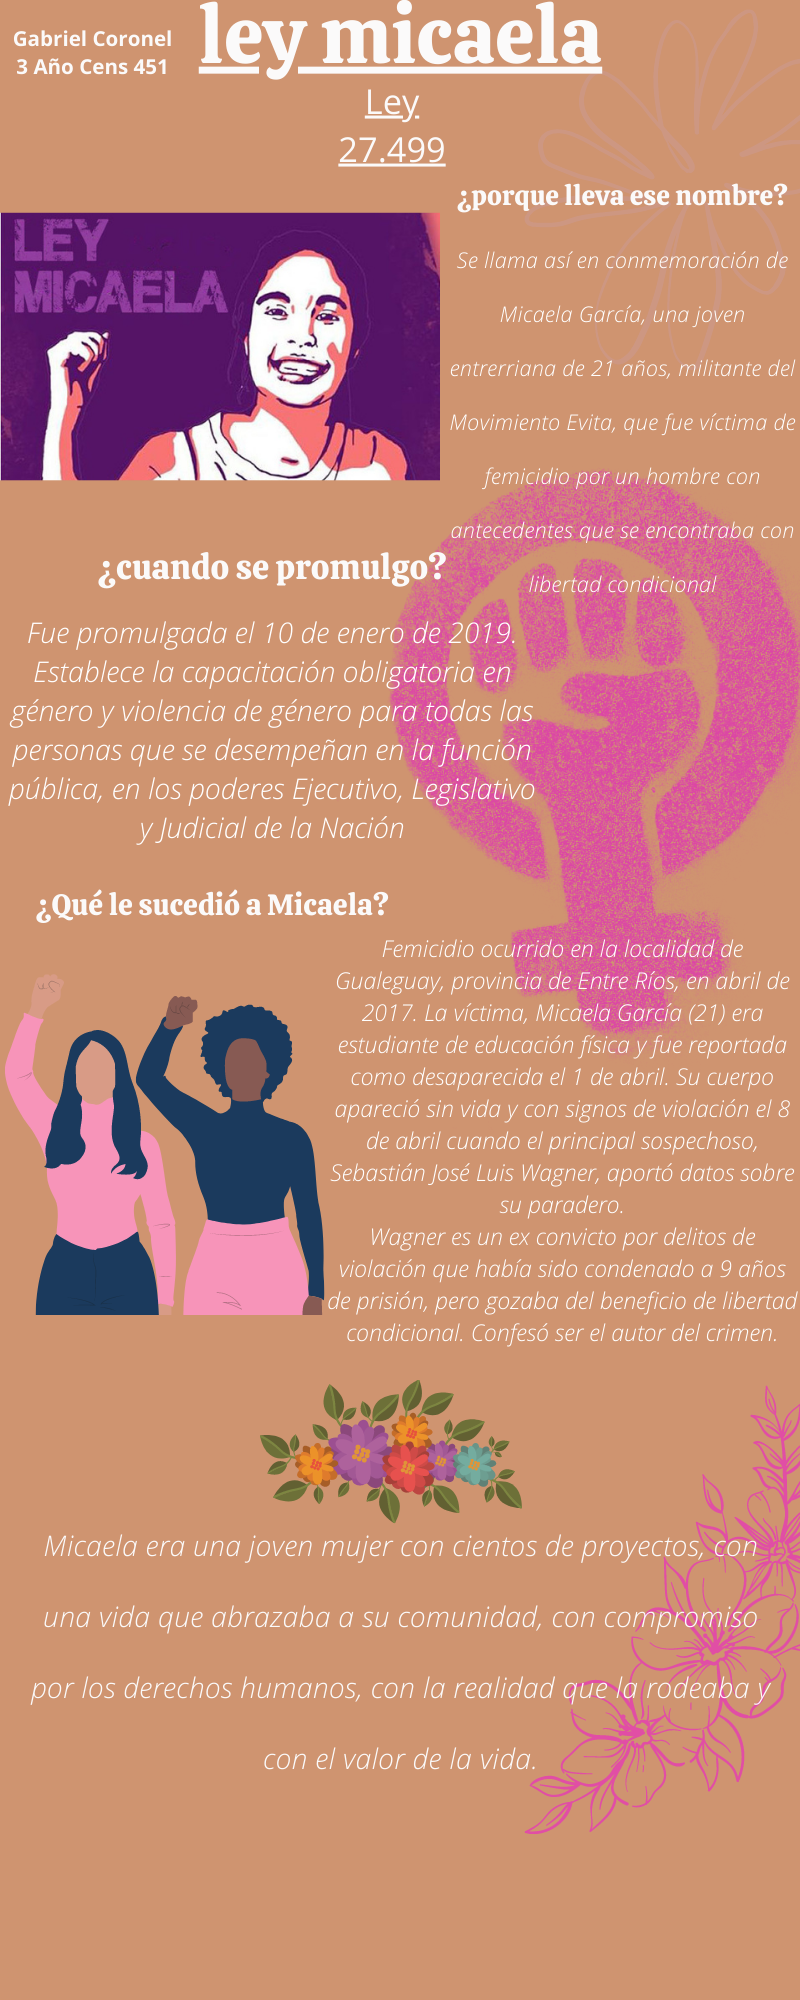 Gabriel Coronel
3 Año Cens 451
ley micaela
Ley
27.499
LEY
MICAELA
¿porque lleva ese nombre?
Se llama así en conmemoración de
Micaela García, una joven
entrerriana de 21 años, militante del
Movimiento Evita, que fue víctima de
femicidio por un hombre con
antecedentes que se encontraba con
libertad condicional
¿cuando se promulgo?
Fue promulgada el 10 de enero de 2019.
Establece la capacitación obligatoria en
género y violencia de género para todas las
personas que se desempeñan en la función
pública, en los poderes Ejecutivo, Legislativo
y Judicial de la Nación
¿Qué le sucedió a Micaela?
Femicidio ocurrido en la localidad de
Gualeguay, provincia de Entre Ríos, en abril de
2017. La víctima, Micaela García (21) era
estudiante de educación física y fue reportada
como desaparecida el 1 de abril. Su cuerpo
apareció sin vida y con signos de violación el 8
de abril cuando el principal sospechoso,
Sebastián José Luis Wagner, aportó datos sobre
su paradero.
Wagner es un ex convicto por delitos de
violación que había sido condenado a 9 años
de prisión, pero gozaba del beneficio de libertad
condicional. Confesó ser el autor del crimen.
Micaela era una joven mujer con cientos de proyectos, con
una vida que abrazaba a su comunidad, con compromiso
por los derechos humanos, con la realidad que la rodeaba y
con el valor de la vida.